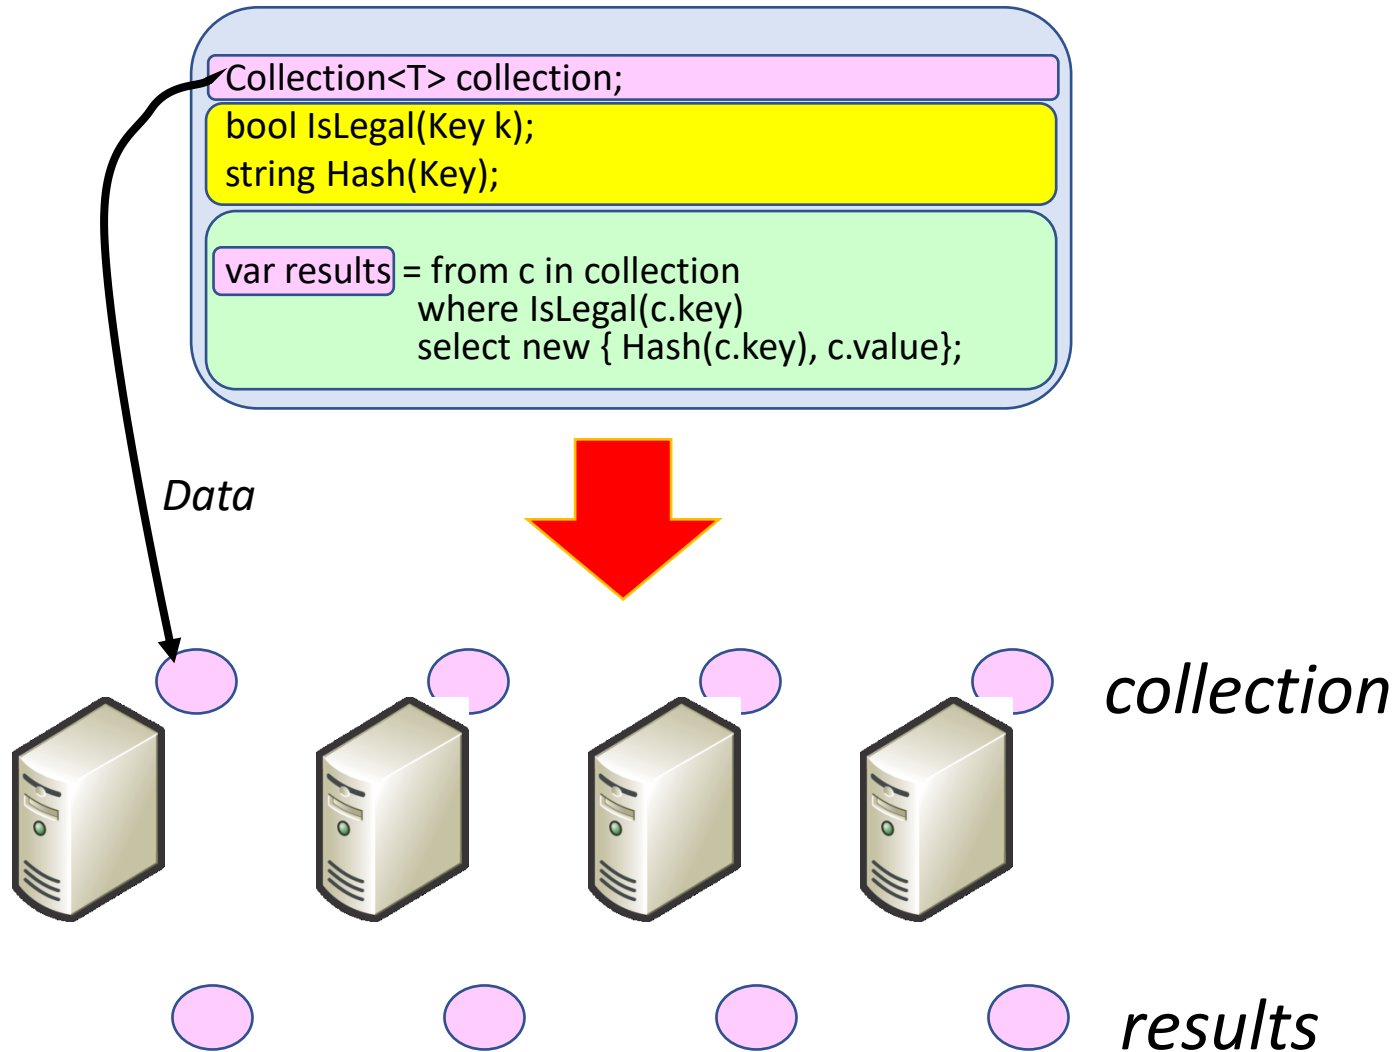 Collection<T> collection;
bool IsLegal(Key k);
string Hash(Key);
var results = from c in collection
where IsLegal(c.key)
select new { Hash(c.key), c.value};
Data
collection
results